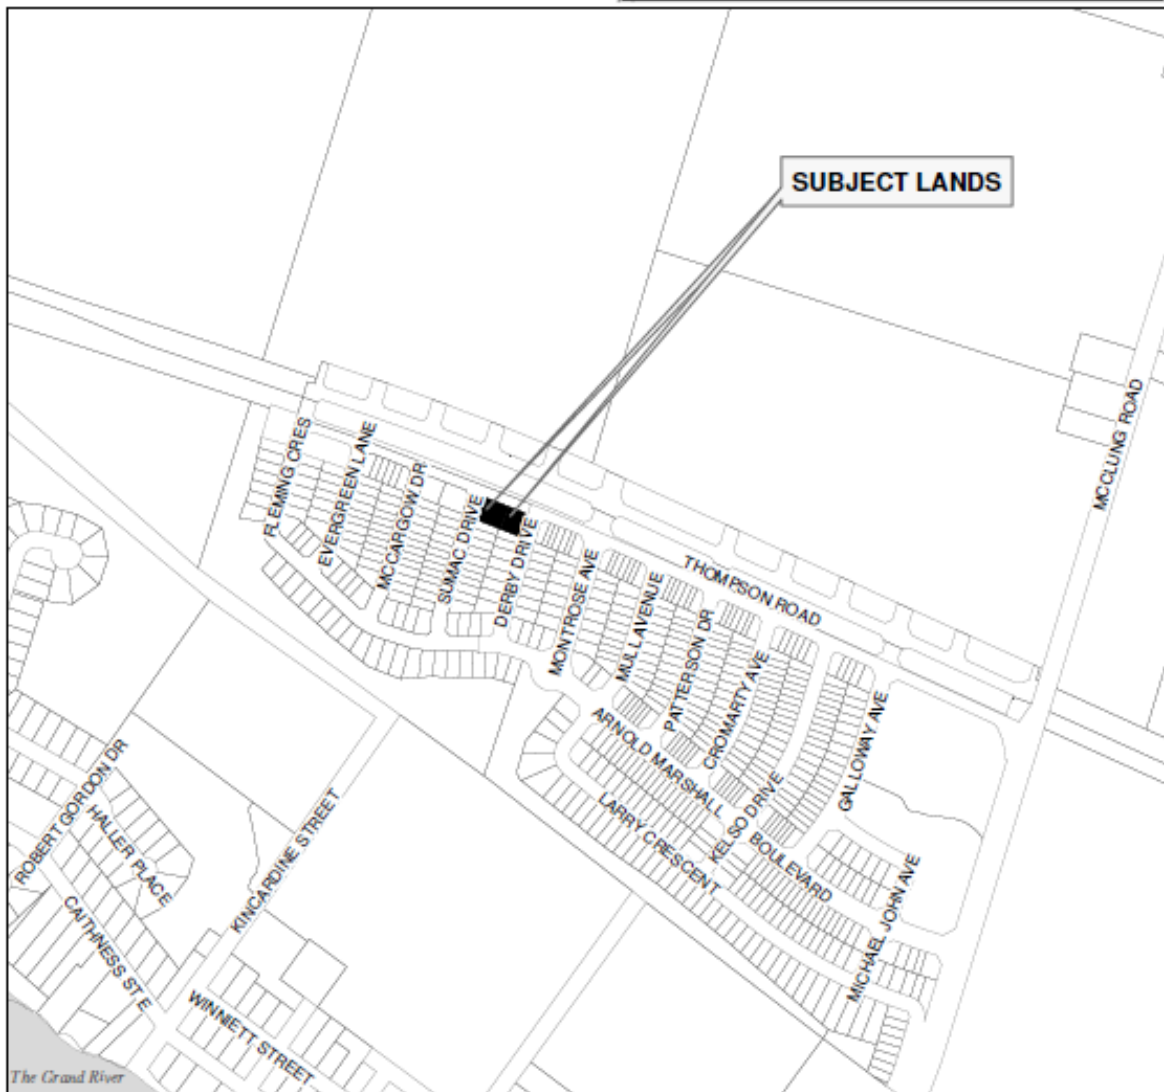 SUBJECT LANDS
MCCLUNG ROAD
FLEMING CRES
EVERGREEN LANE
MCCARGOW DR
SUMAC DRIVE
DERBY DRIVE
MONTROSE AVE
MULL AVENUE
PATTERSON DR
CROMARTY AVE
THOMPSON ROAD
GALLOWAY AVE
ARNOLD MARSHALL BOULEVARD
KELSO DRIVE
LARRY CRESCENT
MICHAEL JOHN AVE
ROBERT GORDON DR
HALLER PLACE
KINCARDINE STREET
CAITHNESS ST E
WINNIETT STREET
The Grand River